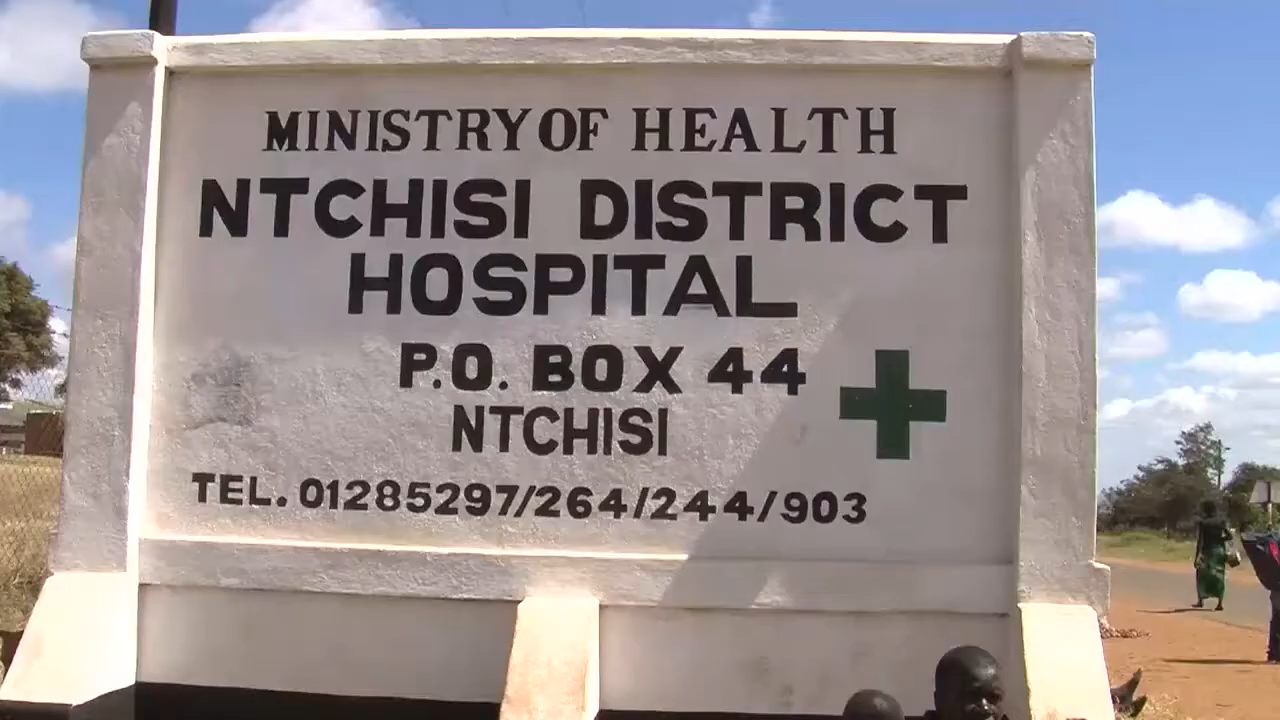 MINISTRY OF HEALTH
NTCHISI DISTRICT
HOSPITAL
P.O. BOX 44
NTCHISI
TEL. 01285297/264/244/903